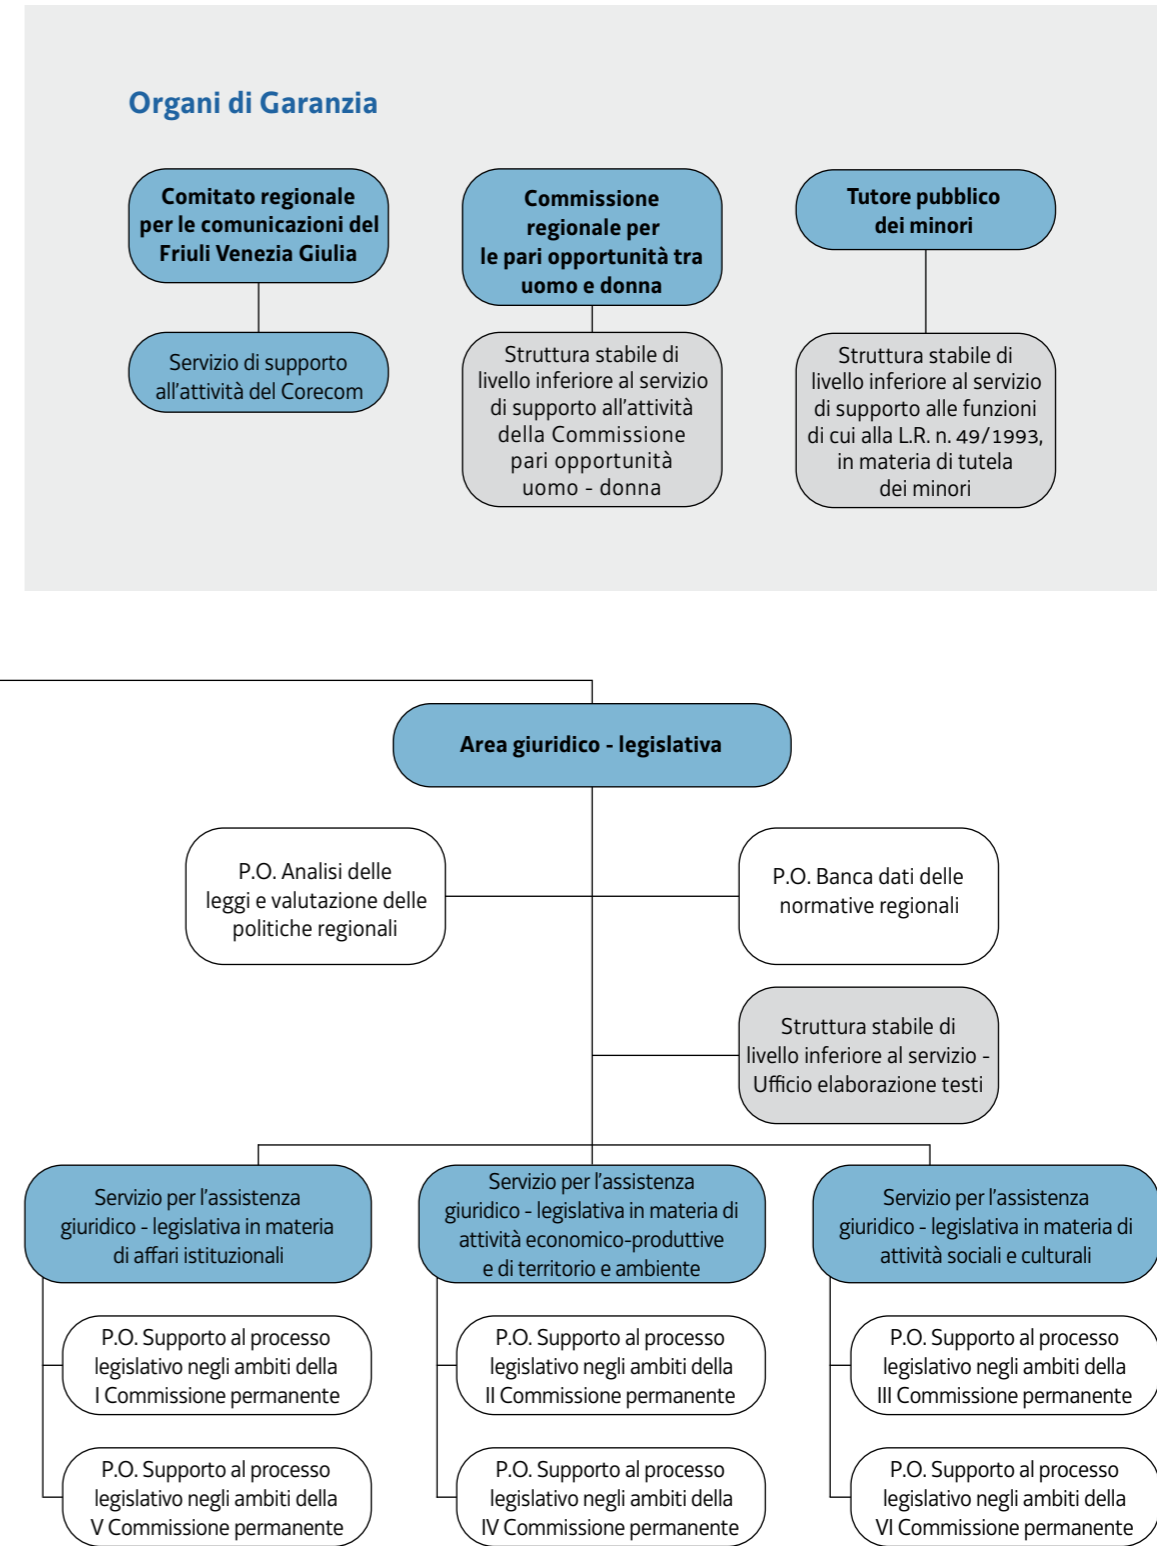 Organi di Garanzia
Comitato regionale
per le comunicazioni del
Friuli Venezia Giulia
Servizio di supporto
all'attività del Corecom
Commissione
regionale per
le pari opportunità tra
uomo e donna
Struttura stabile di
livello inferiore al servizio
di supporto all'attività
della Commissione
pari opportunità
uomo - donna
Tutore pubblico
dei minori
Struttura stabile di
livello inferiore al servizio
di supporto alle funzioni
di cui alla L.R. n. 49/1993,
in materia di tutela
dei minori
Area giuridico - legislativa
P.O. Analisi delle
leggi e valutazione delle
politiche regionali
P.O. Banca dati delle
normative regionali
Struttura stabile di
livello inferiore al servizio -
Ufficio elaborazione testi
Servizio per l'assistenza
giuridico - legislativa in materia
di affari istituzionali
P.O. Supporto al processo
legislativo negli ambiti della
I Commissione permanente
P.O. Supporto al processo
legislativo negli ambiti della
V Commissione permanente
Servizio per l'assistenza
giuridico - legislativa in materia di
attività economico-produttive
e di territorio e ambiente
P.O. Supporto al processo
legislativo negli ambiti della
II Commissione permanente
P.O. Supporto al processo
legislativo negli ambiti della
IV Commissione permanente
Servizio per l'assistenza
giuridico - legislativa in materia di
attività sociali e culturali
P.O. Supporto al processo
legislativo negli ambiti della
III Commissione permanente
P.O. Supporto al processo
legislativo negli ambiti della
VI Commissione permanente